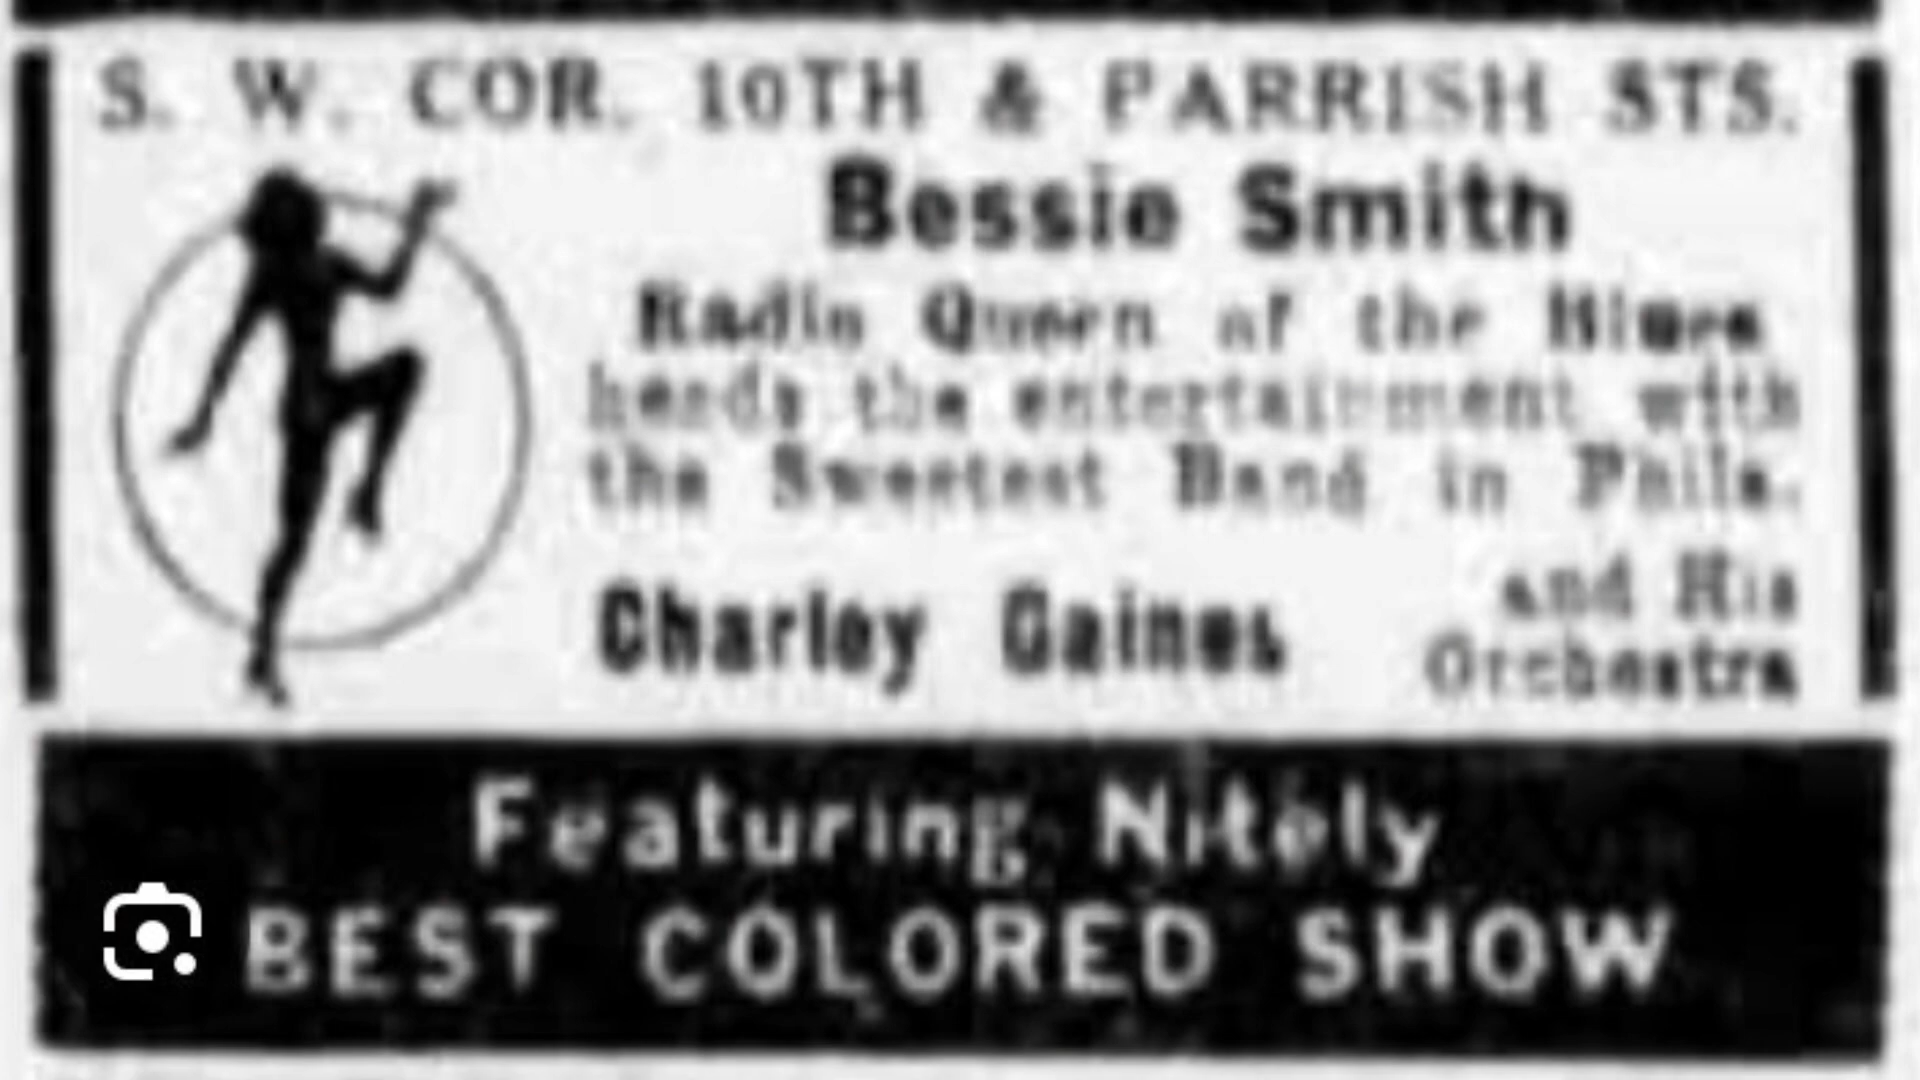 S. W. COR. 10TH & PARRISH STS.
Bessie Smith
Radio Queen of the Blues
heads the entertainment with
the Sweetest Band in Phila.
Charley Gaines and His
Orchestra
Featuring Nitely
BEST COLORED SHOW